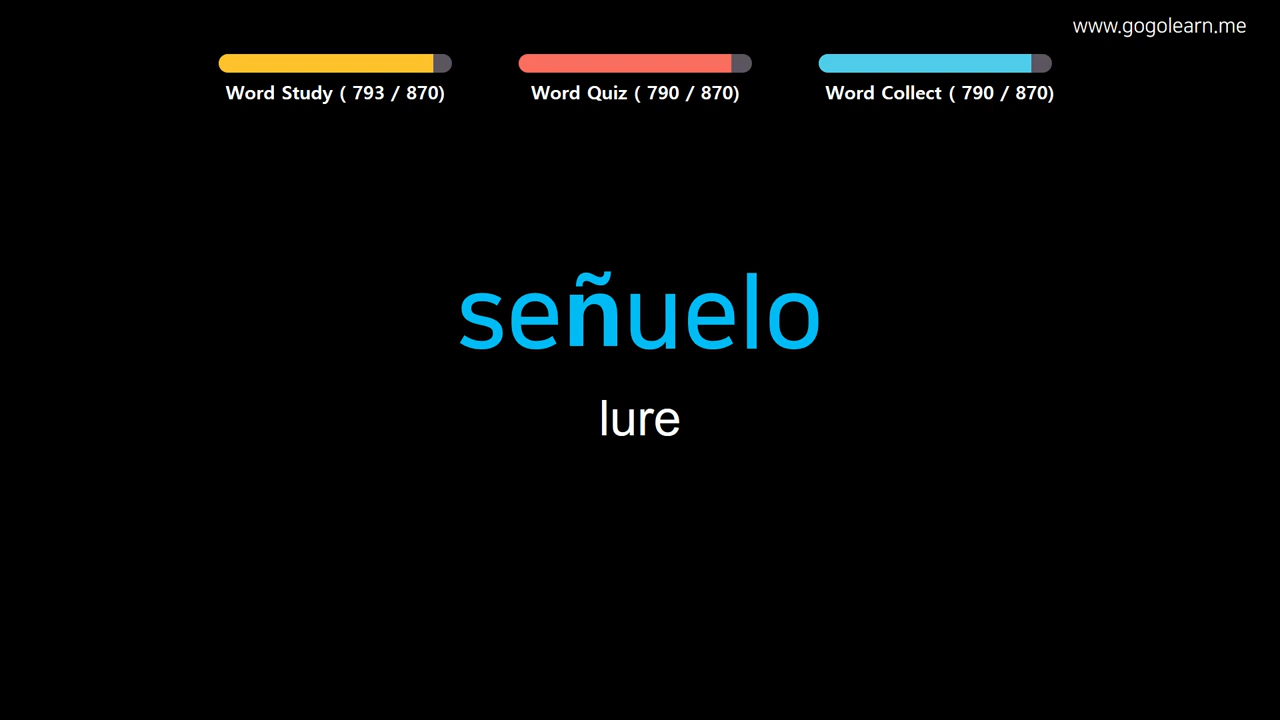 www.gogolearn.me
Word Study ( 793 / 870)
Word Quiz ( 790 / 870)
Word Collect ( 790 / 870)
señuelo
lure